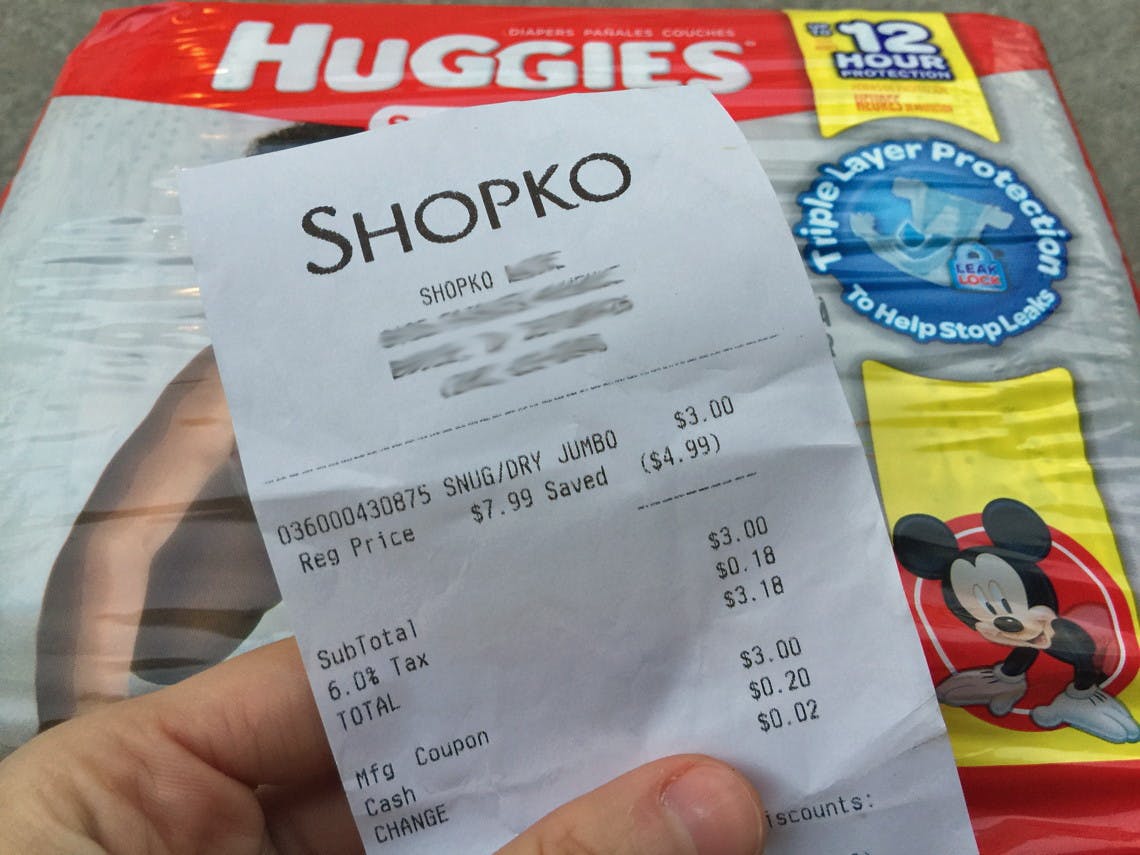 DIAPERS PAÑALES COUCHES
HUGGIES
UP TO
12
HOUR
PROTECTION
Triple Layer Protection
LEAK
LOCK
To Help Stop Leaks
SHOPKO
SHOPKO
036000430875 SNUG/DRY JUMBO $3.00
Reg Price $7.99 Saved ($4.99)
SubTotal $3.00
6.0% Tax $0.18
TOTAL $3.18
Mfg Coupon $3.00
Cash $0.20
CHANGE $0.02
iscounts: